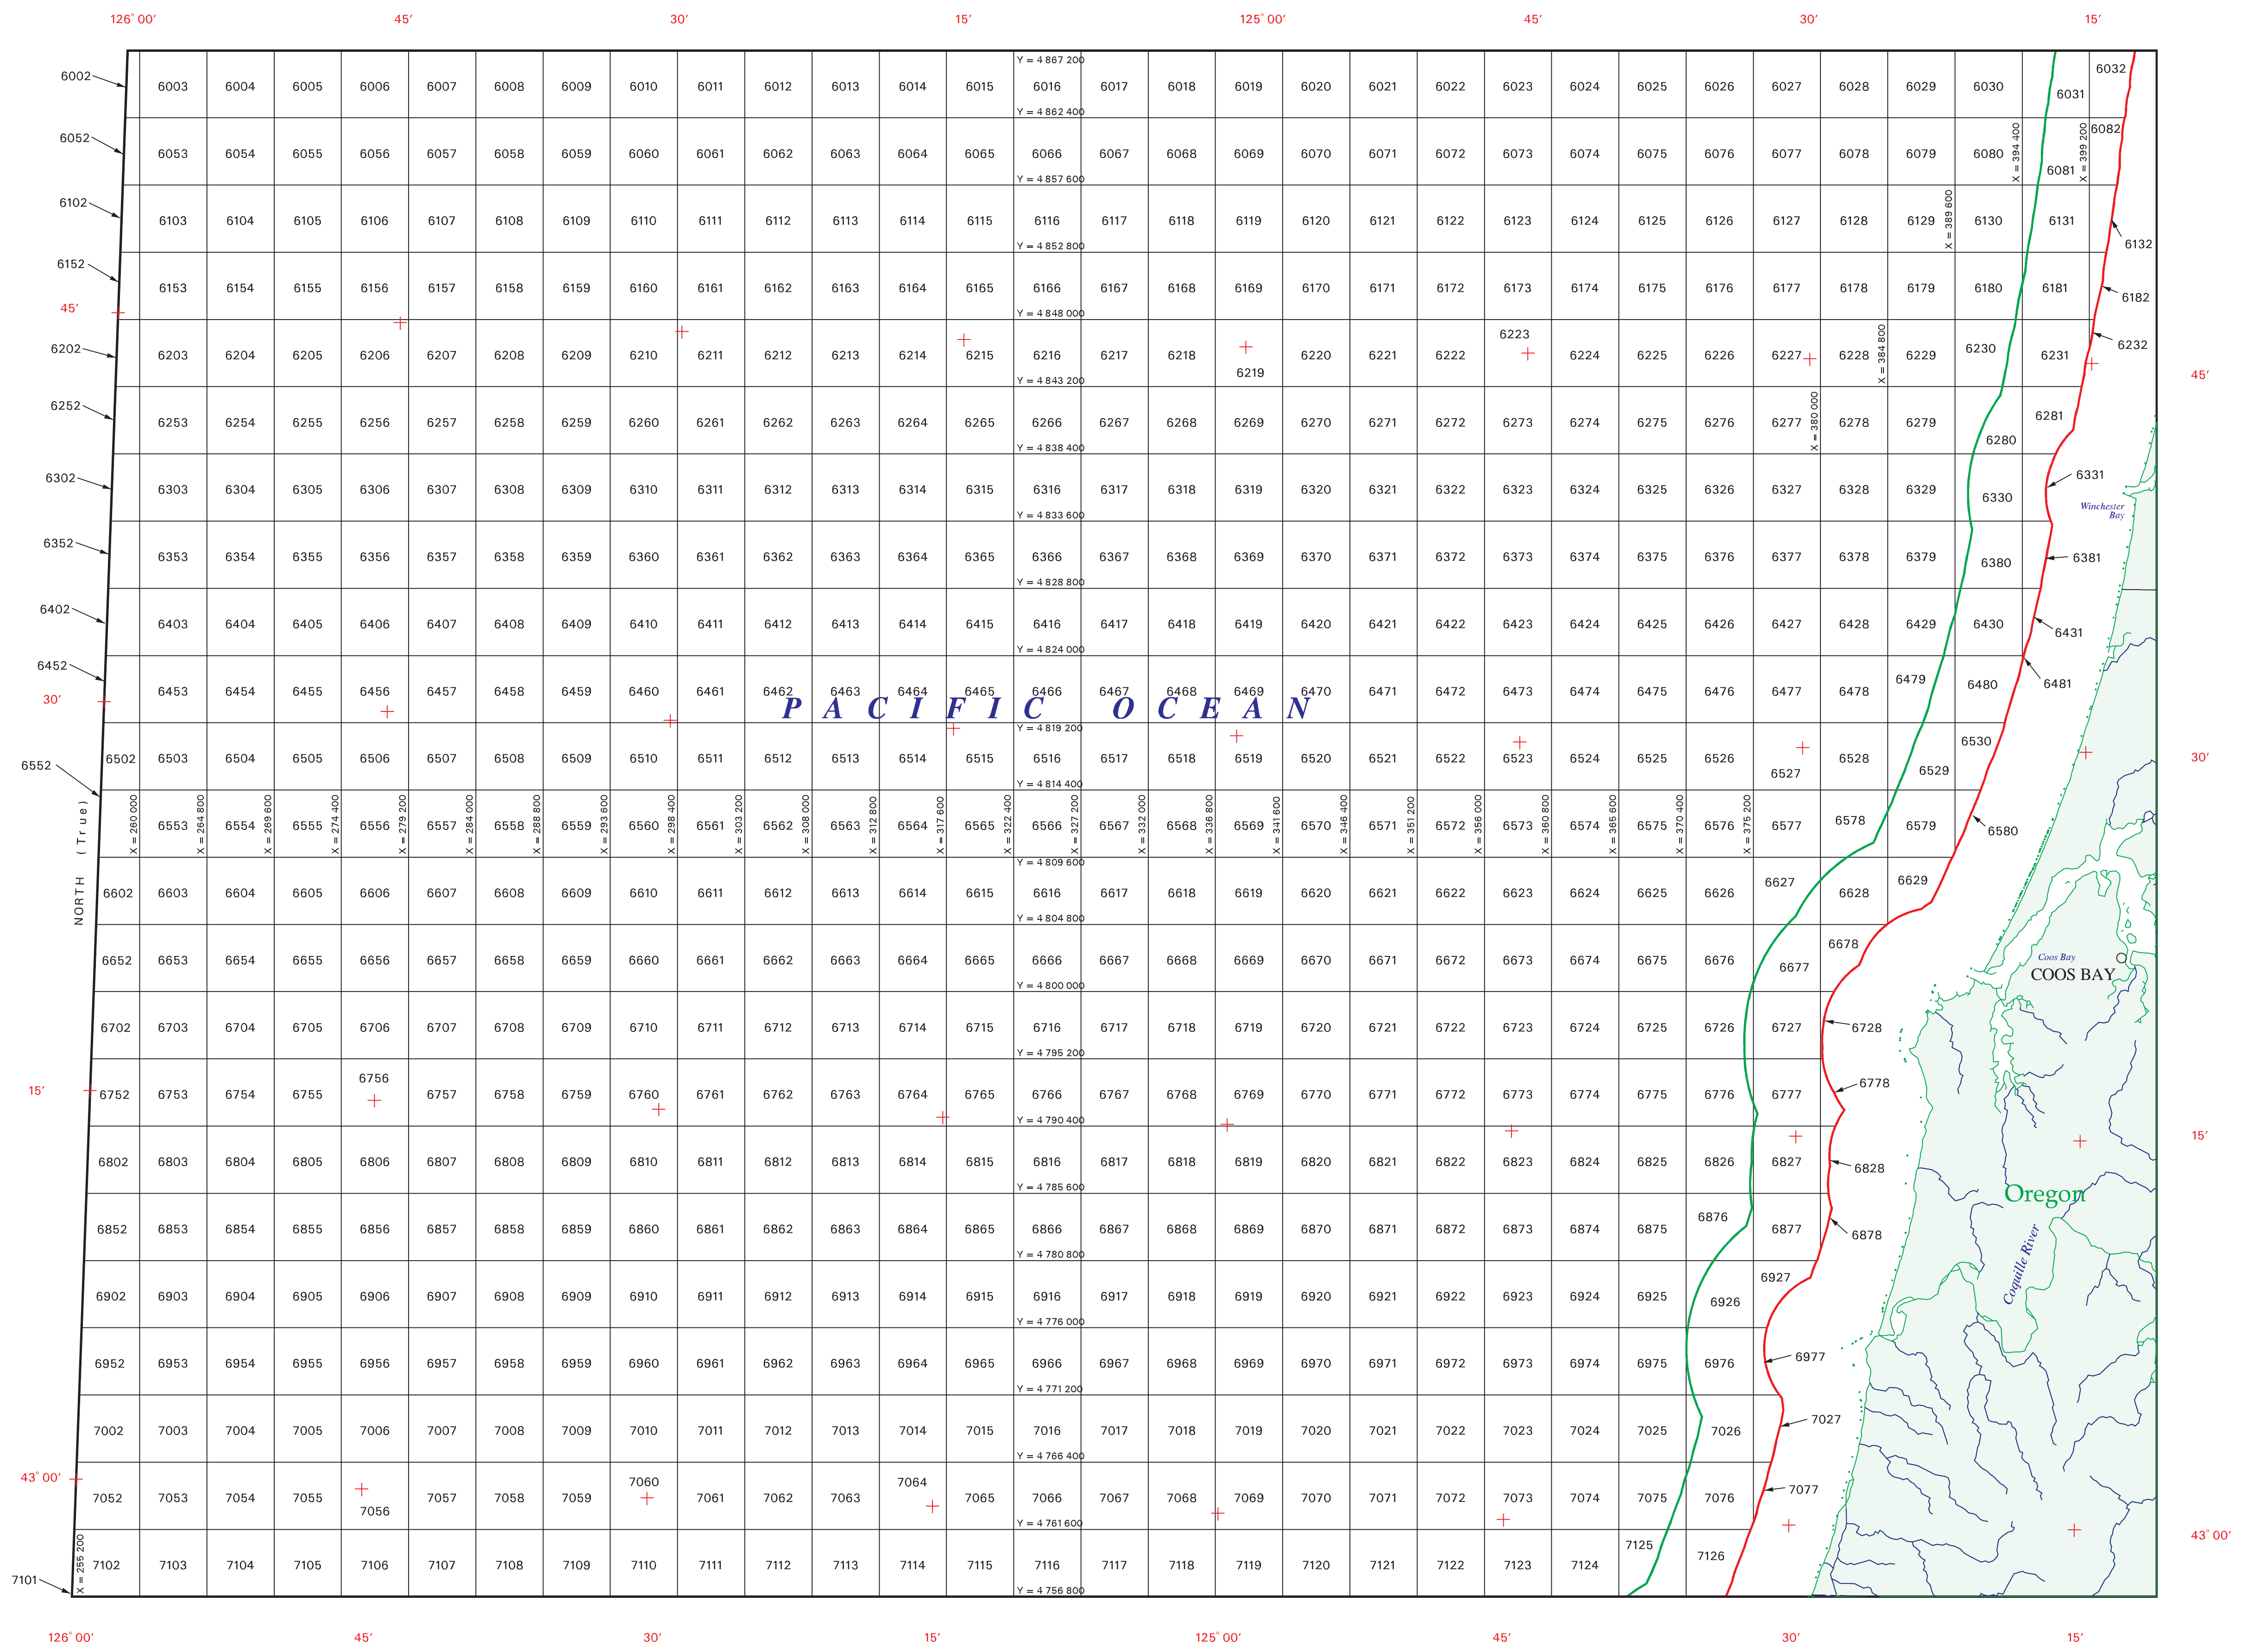 126° 00’ 45’ 30’ 15’ 125° 00’ 45’ 30’ 15’
Y = 4 867 200
6002 6003 6004 6005 6006 6007 6008 6009 6010 6011 6012 6013 6014 6015 6016 6017 6018 6019 6020 6021 6022 6023 6024 6025 6026 6027 6028 6029 6030 6031 6032
Y = 4 862 400
X = 394 400
X = 399 200
6052 6053 6054 6055 6056 6057 6058 6059 6060 6061 6062 6063 6064 6065 6066 6067 6068 6069 6070 6071 6072 6073 6074 6075 6076 6077 6078 6079 6080 6081 6082
Y = 4 857 600
X = 389 600
6102 6103 6104 6105 6106 6107 6108 6109 6110 6111 6112 6113 6114 6115 6116 6117 6118 6119 6120 6121 6122 6123 6124 6125 6126 6127 6128 6129 6130 6131 6132
Y = 4 852 800
6152 6153 6154 6155 6156 6157 6158 6159 6160 6161 6162 6163 6164 6165 6166 6167 6168 6169 6170 6171 6172 6173 6174 6175 6176 6177 6178 6179 6180 6181 6182
45’ Y = 4 848 000
X = 384 800
6202 6203 6204 6205 6206 6207 6208 6209 6210 6211 6212 6213 6214 6215 6216 6217 6218 6219 6220 6221 6222 6223 6224 6225 6226 6227 6228 6229 6230 6231 6232
Y = 4 843 200 45’
X = 380 000
6252 6253 6254 6255 6256 6257 6258 6259 6260 6261 6262 6263 6264 6265 6266 6267 6268 6269 6270 6271 6272 6273 6274 6275 6276 6277 6278 6279 6280 6281
Y = 4 838 400
6302 6303 6304 6305 6306 6307 6308 6309 6310 6311 6312 6313 6314 6315 6316 6317 6318 6319 6320 6321 6322 6323 6324 6325 6326 6327 6328 6329 6330 6331
Winchester
Bay
Y = 4 833 600
6352 6353 6354 6355 6356 6357 6358 6359 6360 6361 6362 6363 6364 6365 6366 6367 6368 6369 6370 6371 6372 6373 6374 6375 6376 6377 6378 6379 6380 6381
Y = 4 828 800
6402 6403 6404 6405 6406 6407 6408 6409 6410 6411 6412 6413 6414 6415 6416 6417 6418 6419 6420 6421 6422 6423 6424 6425 6426 6427 6428 6429 6430 6431
Y = 4 824 000
6452 6453 6454 6455 6456 6457 6458 6459 6460 6461 6462 6463 6464 6465 6466 6467 6468 6469 6470 6471 6472 6473 6474 6475 6476 6477 6478 6479 6480 6481
30’ PACIFIC OCEAN
Y = 4 819 200
6502 6503 6504 6505 6506 6507 6508 6509 6510 6511 6512 6513 6514 6515 6516 6517 6518 6519 6520 6521 6522 6523 6524 6525 6526 6527 6528 6529 6530 30’
Y = 4 814 400
NORTH (True)
X = 260 000 X = 264 800 X = 269 600 X = 274 400 X = 279 200 X = 284 000 X = 288 800 X = 293 600 X = 298 400 X = 303 200 X = 308 000 X = 312 800 X = 317 600 X = 322 400 X = 327 200 X = 332 000 X = 336 800 X = 341 600 X = 346 400 X = 351 200 X = 356 000 X = 360 800 X = 365 600 X = 370 400 X = 375 200
6552 6553 6554 6555 6556 6557 6558 6559 6560 6561 6562 6563 6564 6565 6566 6567 6568 6569 6570 6571 6572 6573 6574 6575 6576 6577 6578 6579 6580
Y = 4 809 600
6602 6603 6604 6605 6606 6607 6608 6609 6610 6611 6612 6613 6614 6615 6616 6617 6618 6619 6620 6621 6622 6623 6624 6625 6626 6627 6628 6629
Y = 4 804 800
6652 6653 6654 6655 6656 6657 6658 6659 6660 6661 6662 6663 6664 6665 6666 6667 6668 6669 6670 6671 6672 6673 6674 6675 6676 6677 6678
Coos Bay
COOS BAY
Y = 4 800 000
6702 6703 6704 6705 6706 6707 6708 6709 6710 6711 6712 6713 6714 6715 6716 6717 6718 6719 6720 6721 6722 6723 6724 6725 6726 6727 6728
Y = 4 795 200
15’ 6752 6753 6754 6755 6756 6757 6758 6759 6760 6761 6762 6763 6764 6765 6766 6767 6768 6769 6770 6771 6772 6773 6774 6775 6776 6777 6778
Y = 4 790 400 15’
6802 6803 6804 6805 6806 6807 6808 6809 6810 6811 6812 6813 6814 6815 6816 6817 6818 6819 6820 6821 6822 6823 6824 6825 6826 6827 6828
Y = 4 785 600
Oregon
6852 6853 6854 6855 6856 6857 6858 6859 6860 6861 6862 6863 6864 6865 6866 6867 6868 6869 6870 6871 6872 6873 6874 6875 6876 6877 6878
Y = 4 780 800
Coquille River
6902 6903 6904 6905 6906 6907 6908 6909 6910 6911 6912 6913 6914 6915 6916 6917 6918 6919 6920 6921 6922 6923 6924 6925 6926 6927
Y = 4 776 000
6952 6953 6954 6955 6956 6957 6958 6959 6960 6961 6962 6963 6964 6965 6966 6967 6968 6969 6970 6971 6972 6973 6974 6975 6976 6977
Y = 4 771 200
7002 7003 7004 7005 7006 7007 7008 7009 7010 7011 7012 7013 7014 7015 7016 7017 7018 7019 7020 7021 7022 7023 7024 7025 7026 7027
Y = 4 766 400
43° 00’ 7052 7053 7054 7055 7056 7057 7058 7059 7060 7061 7062 7063 7064 7065 7066 7067 7068 7069 7070 7071 7072 7073 7074 7075 7076 7077
Y = 4 761 600 43° 00’
X = 255 200
7101 7102 7103 7104 7105 7106 7107 7108 7109 7110 7111 7112 7113 7114 7115 7116 7117 7118 7119 7120 7121 7122 7123 7124 7125 7126
Y = 4 756 800
126° 00’ 45’ 30’ 15’ 125° 00’ 45’ 30’ 15’